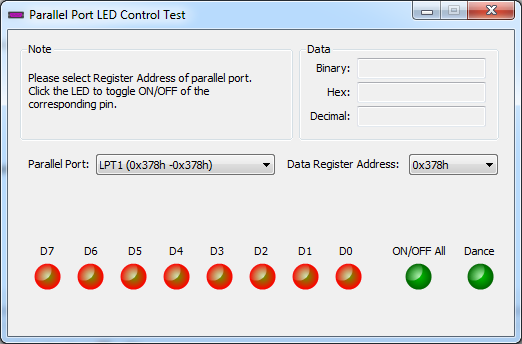 Parallel Port LED Control Test
Note
Please select Register Address of parallel port.
Click the LED to toggle ON/OFF of the
corresponding pin.
Data
Binary:
Hex:
Decimal:
Parallel Port: LPT1 (0x378h -0x378h) Data Register Address: 0x378h
D7 D6 D5 D4 D3 D2 D1 D0 ON/OFF All Dance